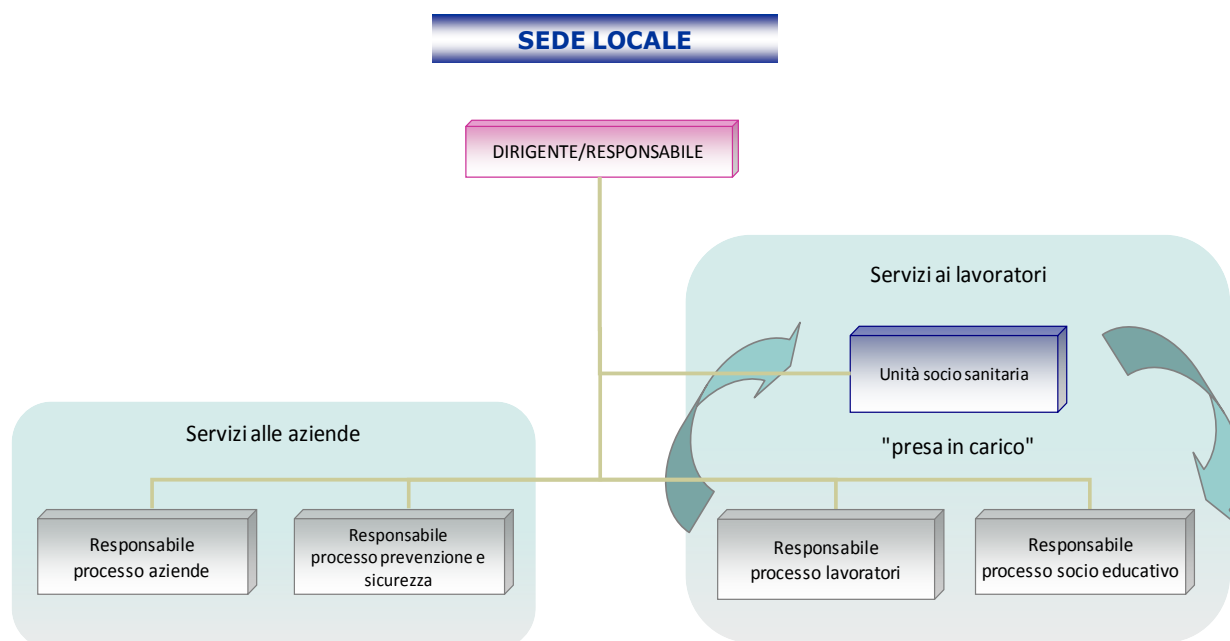 SEDE LOCALE
DIRIGENTE/RESPONSABILE
Servizi ai lavoratori
Unità socio sanitaria
"presa in carico"
Servizi alle aziende
Responsabile
processo aziende
Responsabile
processo prevenzione e
sicurezza
Responsabile
processo lavoratori
Responsabile
processo socio educativo